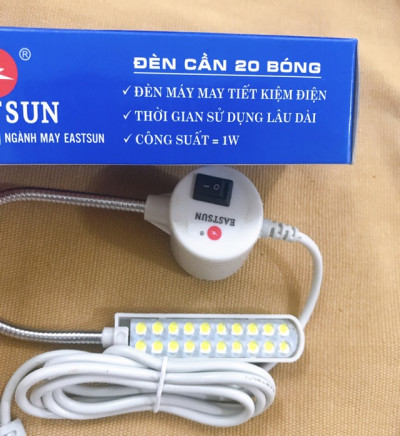 ®
TSUN
NGÀNH MAY EASTSUN
ĐÈN CẦN 20 BÓNG
✓ ĐÈN MÁY MAY TIẾT KIỆM ĐIỆN
✓ THỜI GIAN SỬ DỤNG LÂU DÀI
✓ CÔNG SUẤT = 1W
EASTSUN
®